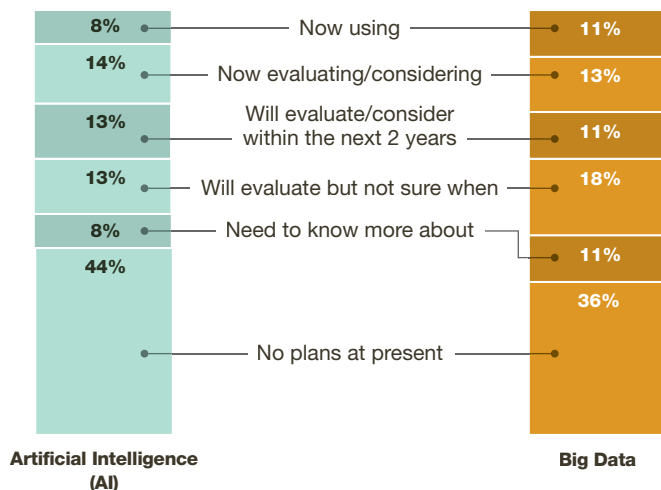 8% Now using 11%
14% Now evaluating/considering 13%
13% Will evaluate/consider 11%
within the next 2 years
13% Will evaluate but not sure when 18%
8% Need to know more about 11%
44% 36%
No plans at present
Artificial Intelligence Big Data
(AI)